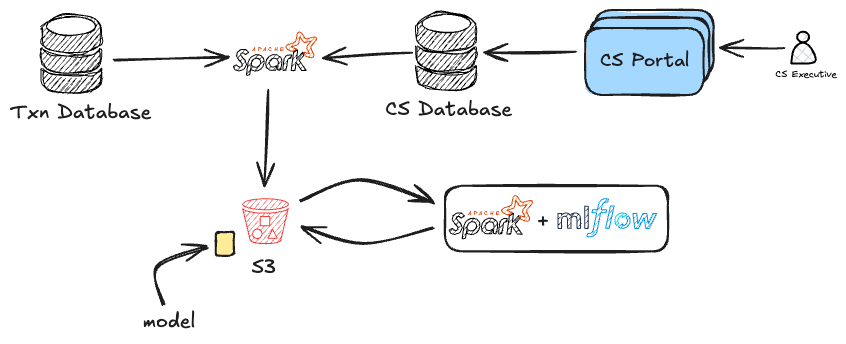 APACHE
Spark
CS Portal
CS Executive
Txn Database
CS Database
APACHE
Spark + mlflow
S3
model